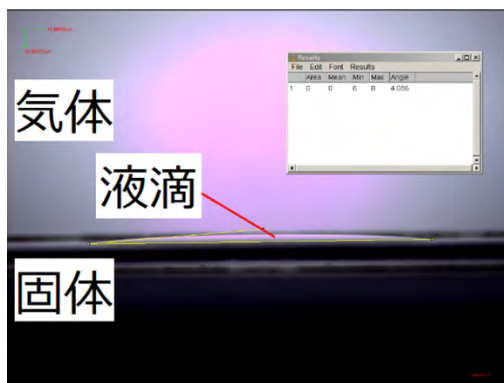 Results
File Edit Font Results
Area Mean Min Max Angle
1 0 0 0 0 4.086
気体
液滴
固体